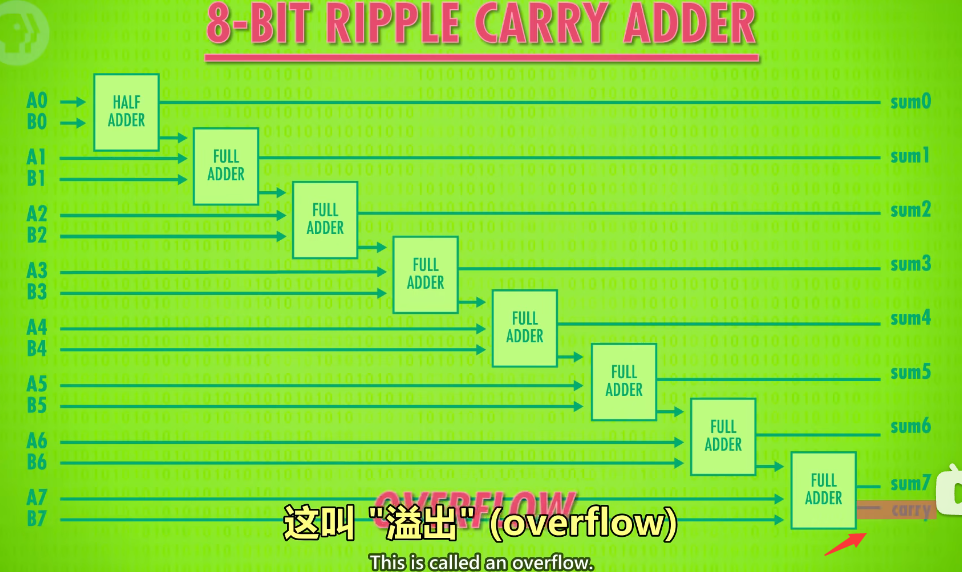 8-BIT RIPPLE CARRY ADDER
A0
B0
HALF
ADDER
sum0
A1
B1
FULL
ADDER
sum1
A2
B2
FULL
ADDER
sum2
A3
B3
FULL
ADDER
sum3
A4
B4
FULL
ADDER
sum4
A5
B5
FULL
ADDER
sum5
A6
B6
FULL
ADDER
sum6
A7
B7
FULL
ADDER
sum7
carry
OVERFLOW
这叫 "溢出" (overflow)
This is called an overflow.